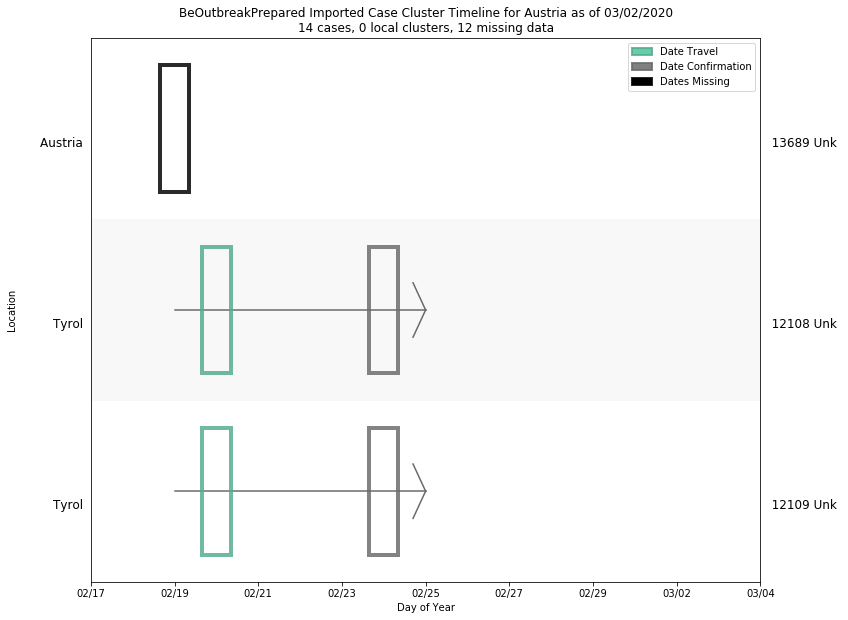 BeOutbreakPrepared Imported Case Cluster Timeline for Austria as of 03/02/2020
14 cases, 0 local clusters, 12 missing data
Date Travel
Date Confirmation
Dates Missing
Austria
13689 Unk
Location
Tyrol
12108 Unk
Tyrol
12109 Unk
02/17 02/19 02/21 02/23 02/25 02/27 02/29 03/02 03/04
Day of Year